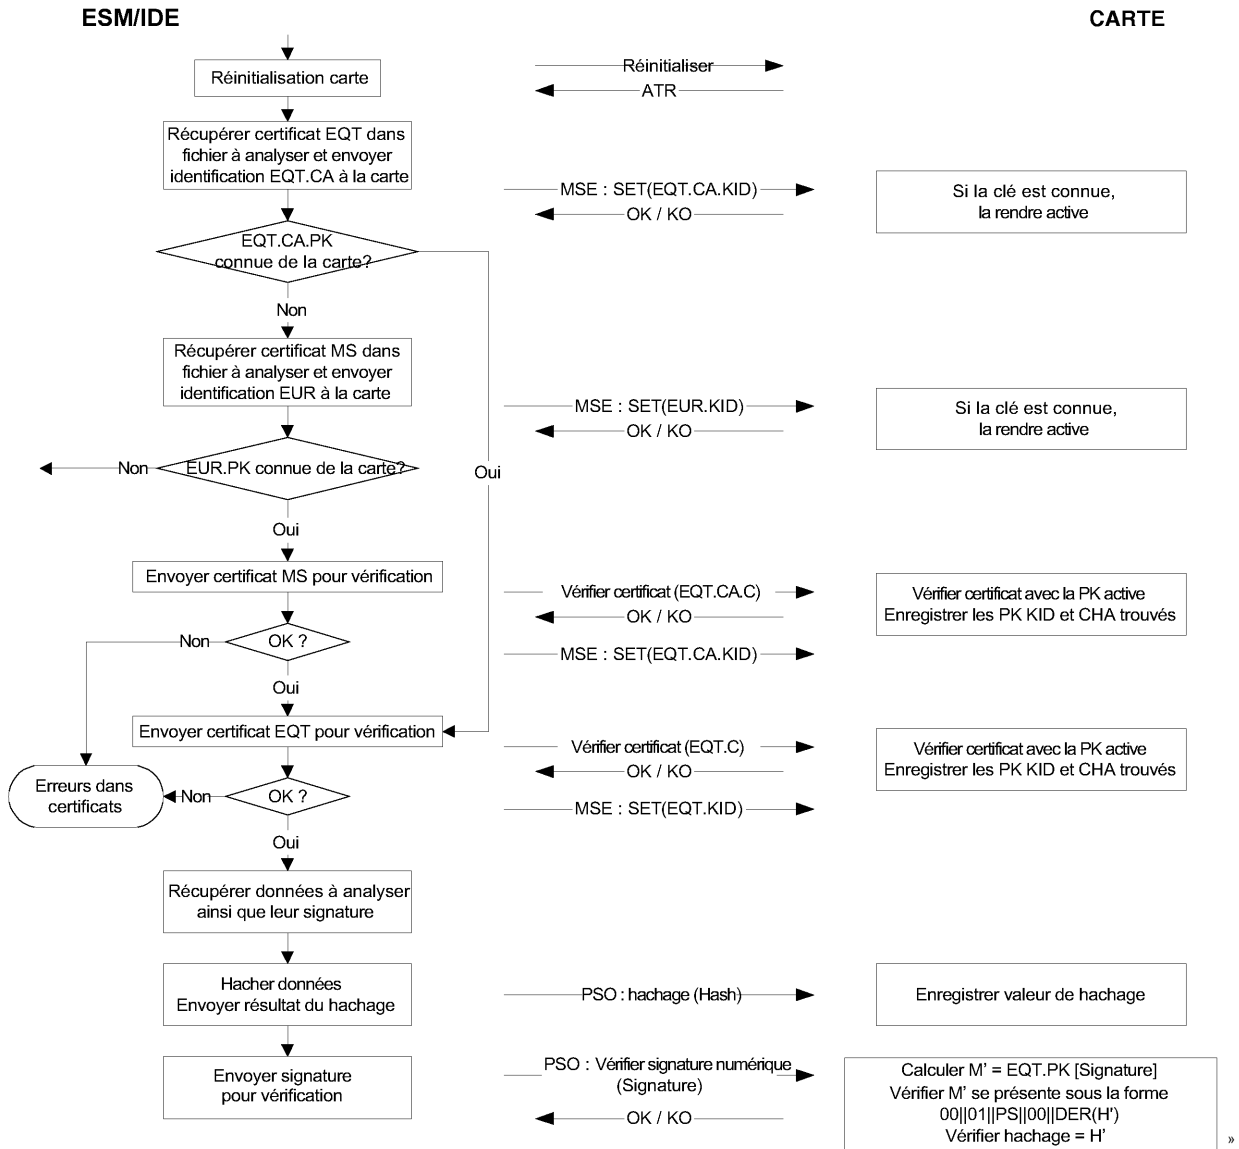 ESM/IDE
CARTE
Réinitialisation carte
Réinitialiser
ATR
Récupérer certificat EQT dans
fichier à analyser et envoyer
identification EQT.CA à la carte
MSE : SET(EQT.CA.KID)
OK / KO
Si la clé est connue,
la rendre active
EQT.CA.PK
connue de la carte?
Non
Récupérer certificat MS dans
fichier à analyser et envoyer
identification EUR à la carte
MSE : SET(EUR.KID)
OK / KO
Si la clé est connue,
la rendre active
Non
EUR.PK connue de la carte?
Oui
Oui
Envoyer certificat MS pour vérification
Vérifier certificat (EQT.CA.C)
OK / KO
Vérifier certificat avec la PK active
Enregistrer les PK KID et CHA trouvés
Non
OK ?
MSE : SET(EQT.CA.KID)
Oui
Envoyer certificat EQT pour vérification
Vérifier certificat (EQT.C)
OK / KO
Vérifier certificat avec la PK active
Enregistrer les PK KID et CHA trouvés
Erreurs dans
certificats
Non
OK ?
MSE : SET(EQT.KID)
Oui
Récupérer données à analyser
ainsi que leur signature
Hacher données
Envoyer résultat du hachage
PSO : hachage (Hash)
Enregistrer valeur de hachage
Envoyer signature
pour vérification
PSO : Vérifier signature numérique
(Signature)
OK / KO
Calculer M’ = EQT.PK [Signature]
Vérifier M’ se présente sous la forme
00||01||PS||00||DER(H')
Vérifier hachage = H’
»